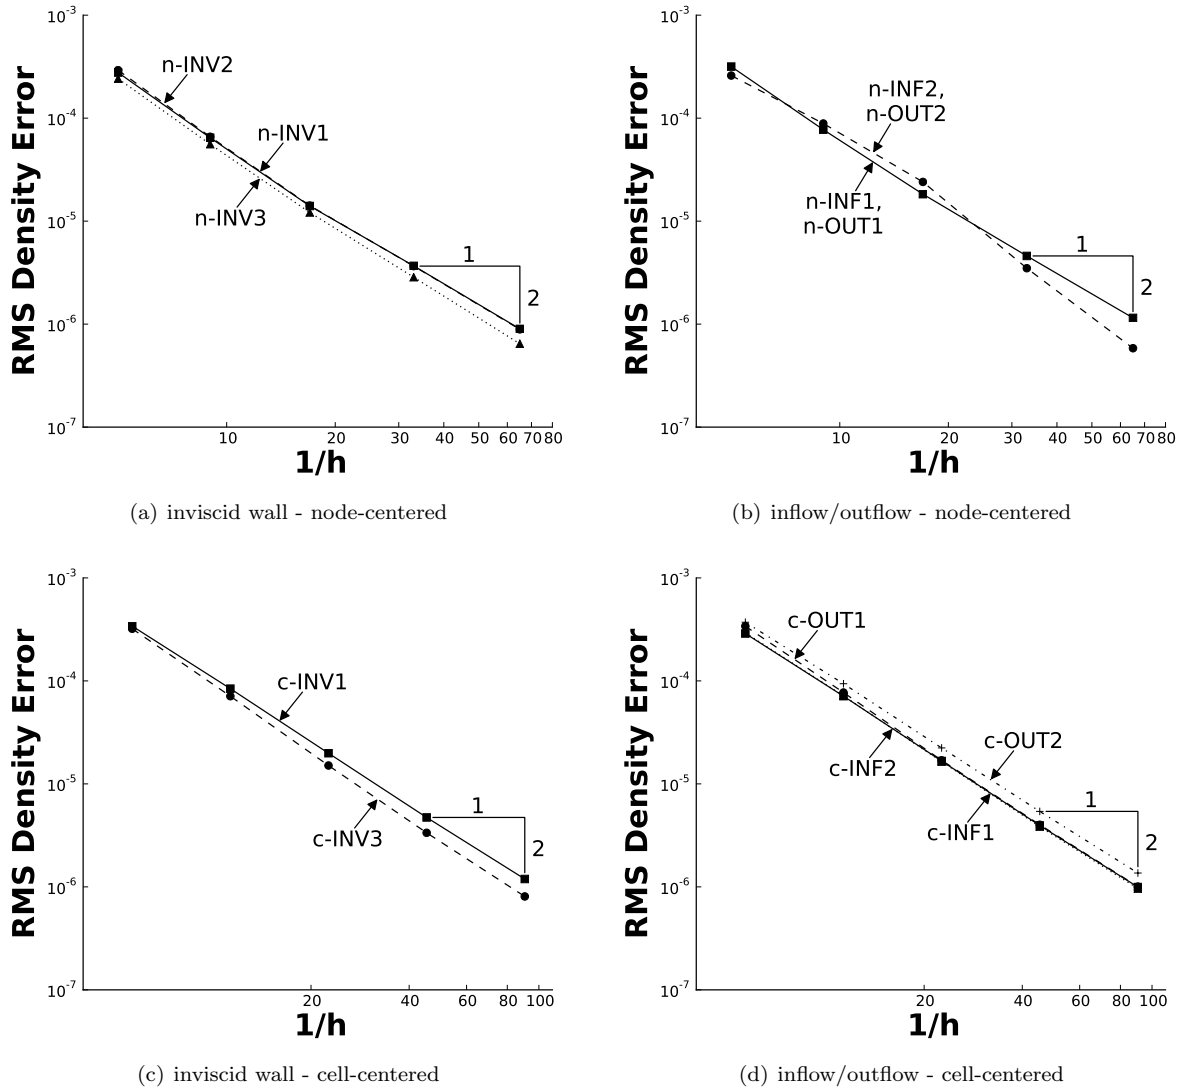 10-3
10-4
10-5
10-6
10-7
RMS Density Error
n-INV2
n-INV1
n-INV3
1
2
10 20 30 40 50 60 70 80
1/h
(a) inviscid wall - node-centered
10-3
10-4
10-5
10-6
10-7
RMS Density Error
n-INF2,
n-OUT2
n-INF1,
n-OUT1
1
2
10 20 30 40 50 60 70 80
1/h
(b) inflow/outflow - node-centered
10-3
10-4
10-5
10-6
10-7
RMS Density Error
c-INV1
c-INV3
1
2
20 40 60 80 100
1/h
(c) inviscid wall - cell-centered
10-3
10-4
10-5
10-6
10-7
RMS Density Error
c-OUT1
c-OUT2
c-INF2
c-INF1
1
2
20 40 60 80 100
1/h
(d) inflow/outflow - cell-centered